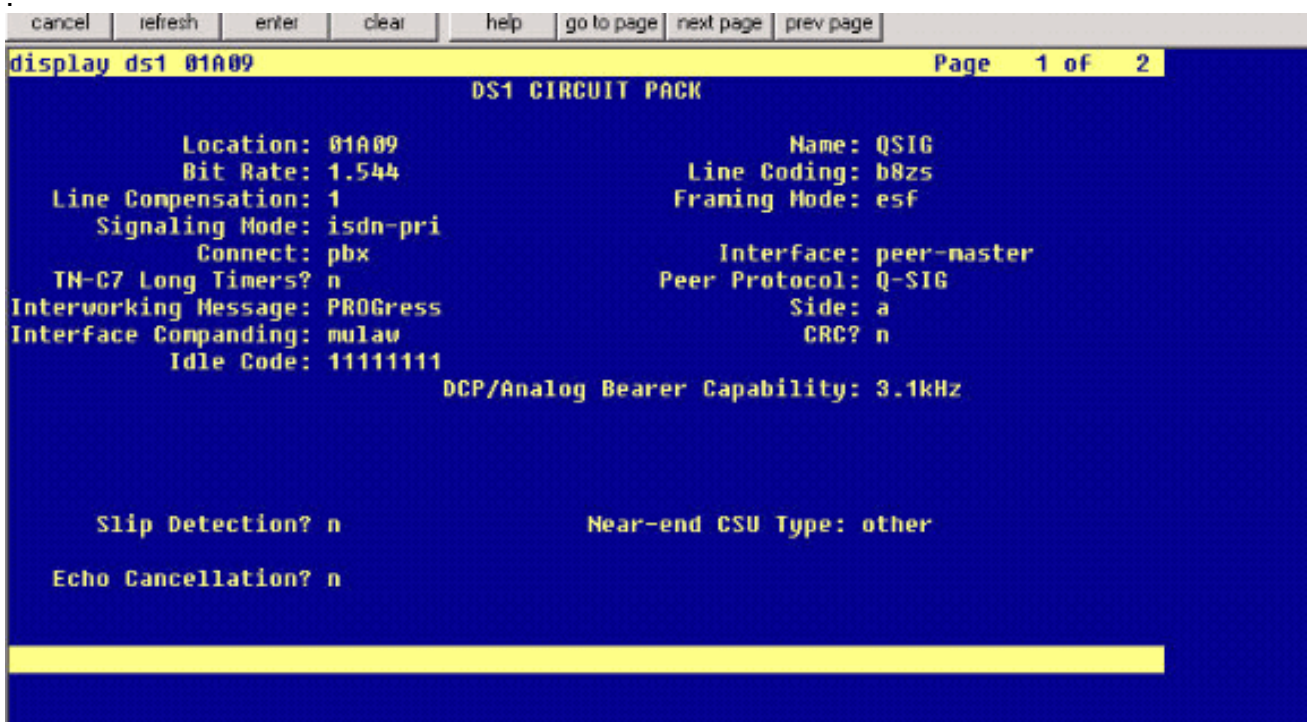 cancel refresh enter clear help go to page next page prev page
display ds1 01A09 Page 1 of 2
DS1 CIRCUIT PACK
Location: 01A09 Name: QSIG
Bit Rate: 1.544 Line Coding: b8zs
Line Compensation: 1 Framing Mode: esf
Signaling Mode: isdn-pri
Connect: pbx Interface: peer-master
TN-C7 Long Timers? n Peer Protocol: Q-SIG
Interworking Message: PROGress Side: a
Interface Companding: mulaw CRC? n
Idle Code: 11111111
DCP/Analog Bearer Capability: 3.1kHz
Slip Detection? n Near-end CSU Type: other
Echo Cancellation? n